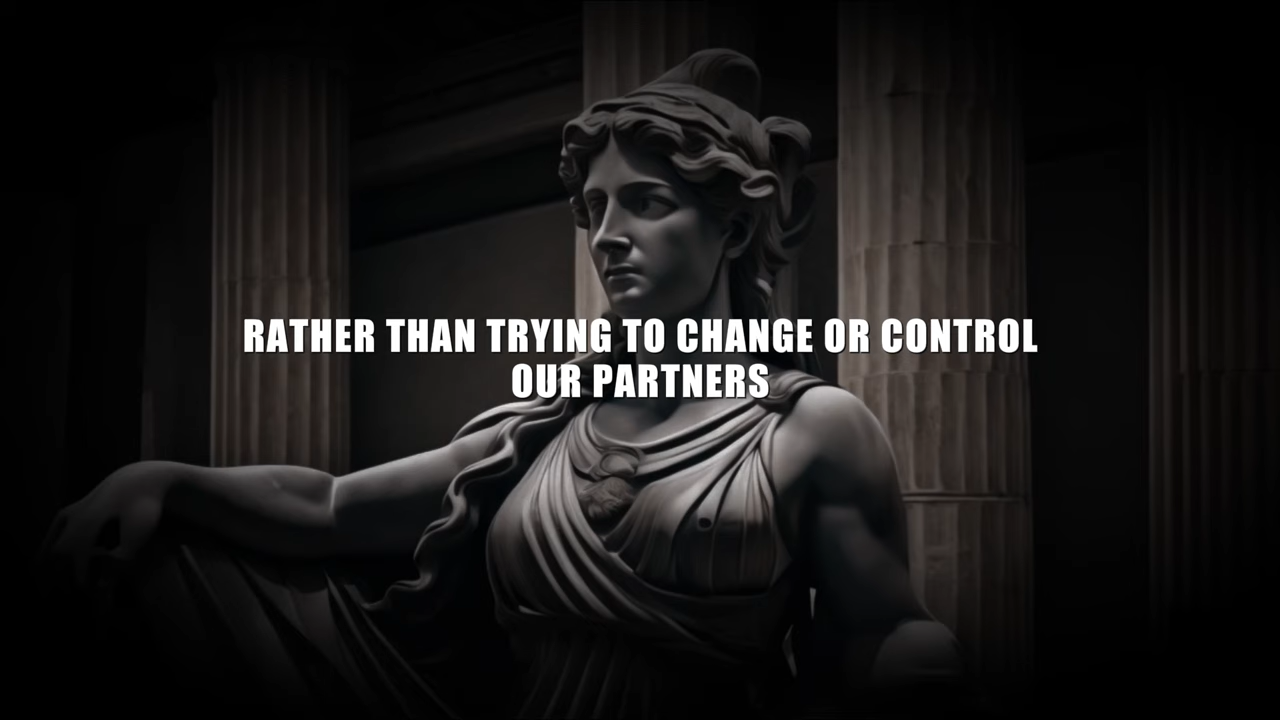 RATHER THAN TRYING TO CHANGE OR CONTROL
OUR PARTNERS